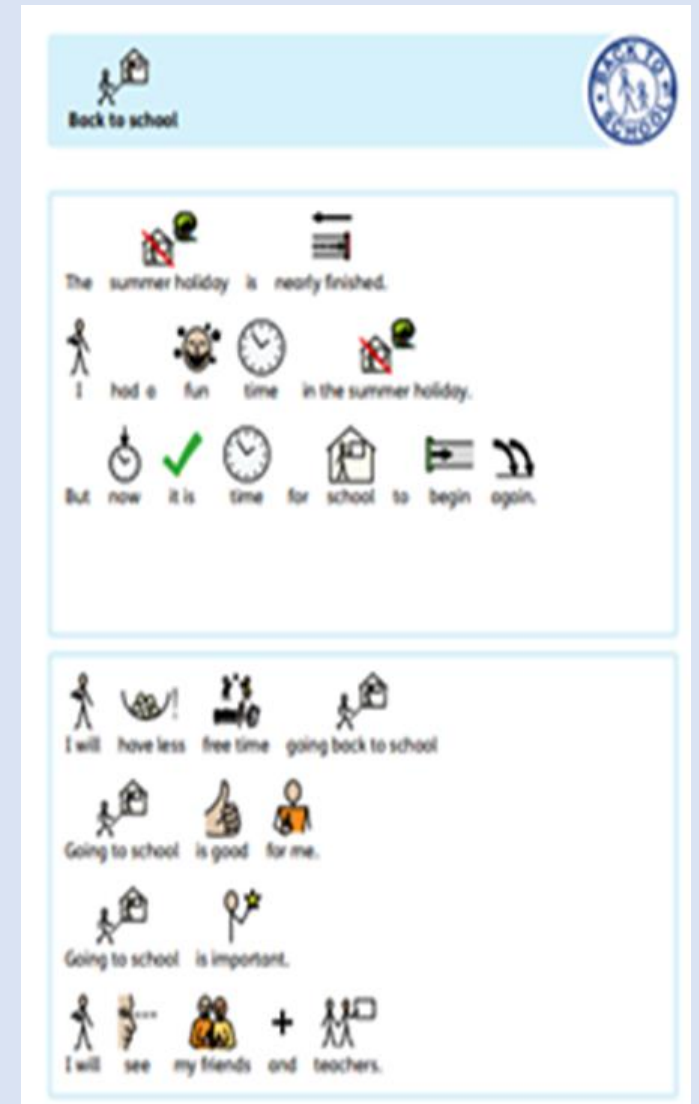 Back to school
BACK TO SCHOOL
The summer holiday is nearly finished.
I had a fun time in the summer holiday.
But now it is time for school to begin again.
I will have less free time going back to school
Going to school is good for me.
Going to school is important.
I will see my friends and teachers.